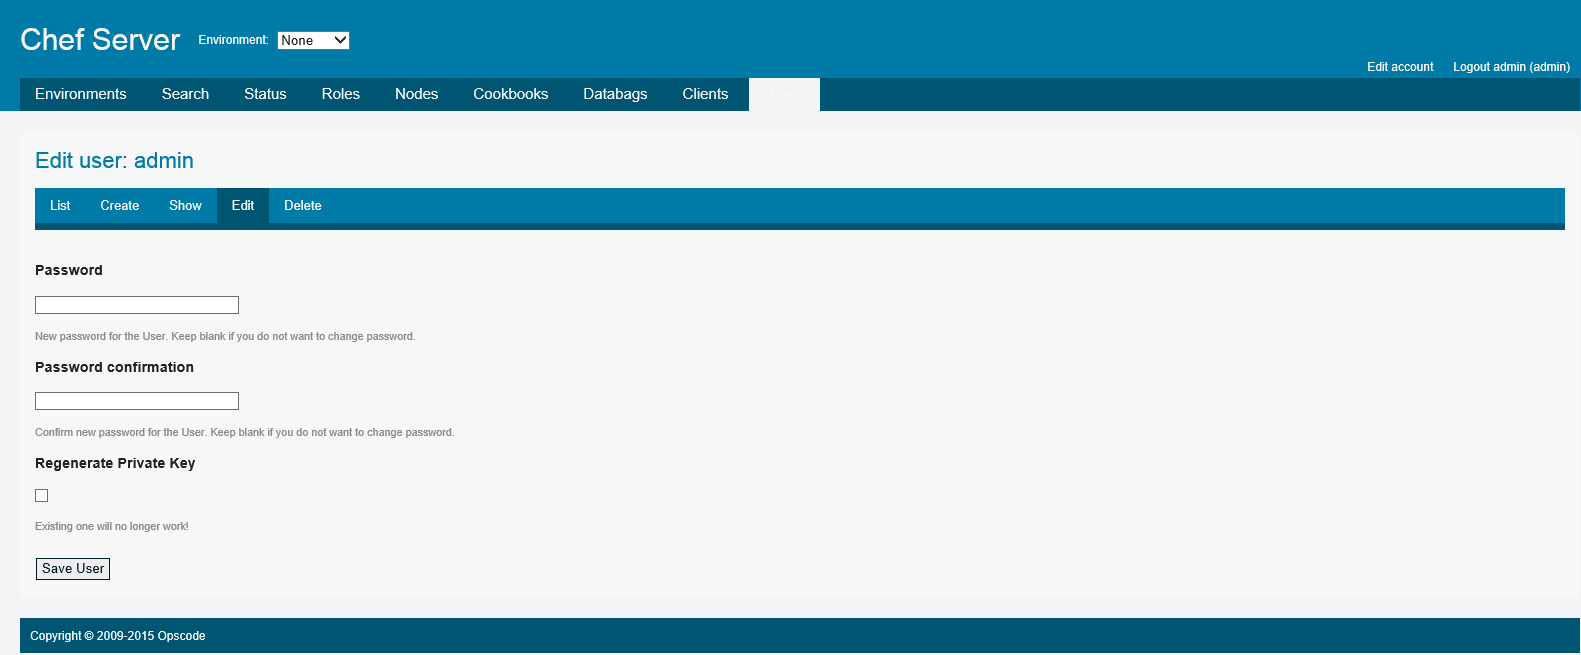 Chef Server Environment: None
Edit account Logout admin (admin)
Environments Search Status Roles Nodes Cookbooks Databags Clients
Edit user: admin
List Create Show Edit Delete
Password
New password for the User. Keep blank if you do not want to change password.
Password confirmation
Confirm new password for the User. Keep blank if you do not want to change password.
Regenerate Private Key
Existing one will no longer work!
Save User
Copyright © 2009-2015 Opscode